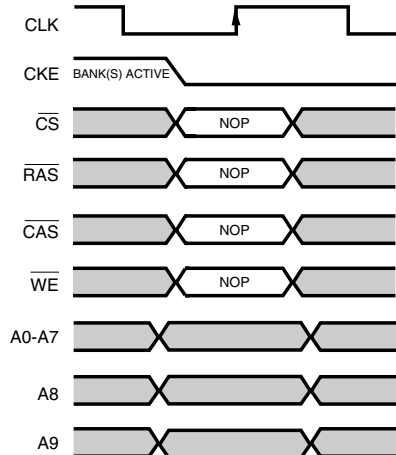 CLK
CKE BANK(S) ACTIVE
CS NOP
RAS NOP
CAS NOP
WE NOP
A0-A7
A8
A9